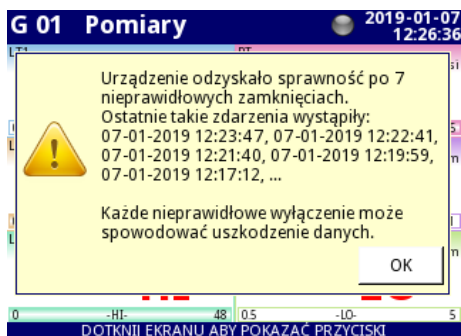 G 01 Pomiary
2019-01-07
12:26:36
Urządzenie odzyskało sprawność po 7
nieprawidłowych zamknięciach.
Ostatnie takie zdarzenia wystąpiły:
07-01-2019 12:23:47, 07-01-2019 12:22:41,
07-01-2019 12:21:40, 07-01-2019 12:19:59,
07-01-2019 12:17:12, ...
Każde nieprawidłowe wyłączenie może
spowodować uszkodzenie danych.
OK
0 -HI- 48 0.5 -LO- 5
DOTKNIJ EKRANU ABY POKAZAĆ PRZYCISKI